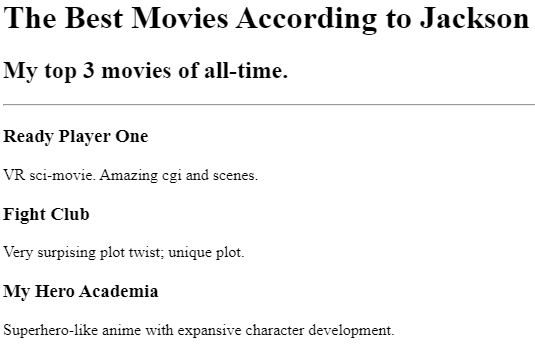 The Best Movies According to Jackson
My top 3 movies of all-time.
Ready Player One
VR sci-movie. Amazing cgi and scenes.
Fight Club
Very surpising plot twist; unique plot.
My Hero Academia
Superhero-like anime with expansive character development.